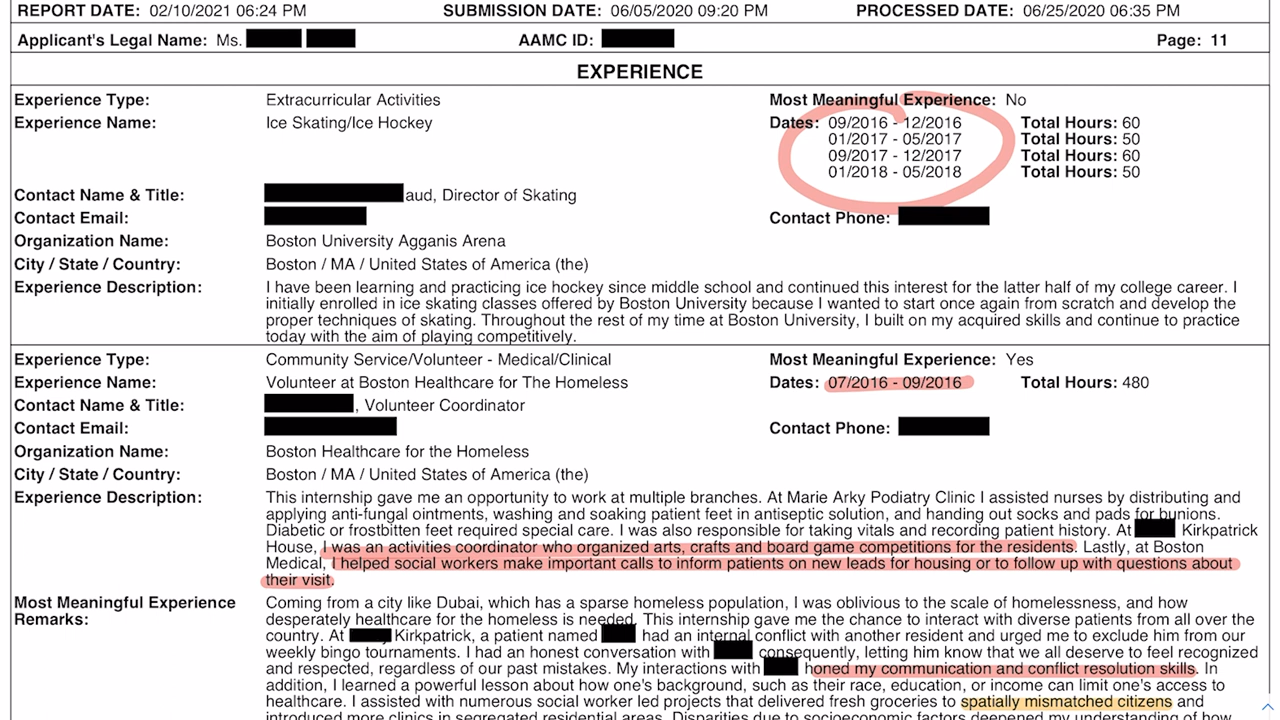 REPORT DATE: 02/10/2021 06:24 PM SUBMISSION DATE: 06/05/2020 09:20 PM PROCESSED DATE: 06/25/2020 06:35 PM
Applicant's Legal Name: Ms. AAMC ID: Page: 11
EXPERIENCE
Experience Type: Extracurricular Activities Most Meaningful Experience: No
Experience Name: Ice Skating/Ice Hockey Dates: 09/2016 - 12/2016 Total Hours: 60
01/2017 - 05/2017 Total Hours: 50
09/2017 - 12/2017 Total Hours: 60
01/2018 - 05/2018 Total Hours: 50
Contact Name & Title: aud, Director of Skating
Contact Email: Contact Phone:
Organization Name: Boston University Agganis Arena
City / State / Country: Boston / MA / United States of America (the)
Experience Description: I have been learning and practicing ice hockey since middle school and continued this interest for the latter half of my college career. I
initially enrolled in ice skating classes offered by Boston University because I wanted to start once again from scratch and develop the
proper techniques of skating. Throughout the rest of my time at Boston University, I built on my acquired skills and continue to practice
today with the aim of playing competitively.
Experience Type: Community Service/Volunteer - Medical/Clinical Most Meaningful Experience: Yes
Experience Name: Volunteer at Boston Healthcare for The Homeless Dates: 07/2016 - 09/2016 Total Hours: 480
Contact Name & Title: , Volunteer Coordinator
Contact Email: Contact Phone:
Organization Name: Boston Healthcare for the Homeless
City / State / Country: Boston / MA / United States of America (the)
Experience Description: This internship gave me an opportunity to work at multiple branches. At Marie Arky Podiatry Clinic I assisted nurses by distributing and
applying anti-fungal ointments, washing and soaking patient feet in antiseptic solution, and handing out socks and pads for bunions.
Diabetic or frostbitten feet required special care. I was also responsible for taking vitals and recording patient history. At Kirkpatrick
House, I was an activities coordinator who organized arts, crafts and board game competitions for the residents. Lastly, at Boston
Medical, I helped social workers make important calls to inform patients on new leads for housing or to follow up with questions about
their visit.
Most Meaningful Experience Coming from a city like Dubai, which has a sparse homeless population, I was oblivious to the scale of homelessness, and how
Remarks: desperately healthcare for the homeless is needed. This internship gave me the chance to interact with diverse patients from all over the
country. At Kirkpatrick, a patient named had an internal conflict with another resident and urged me to exclude him from our
weekly bingo tournaments. I had an honest conversation with consequently, letting him know that we all deserve to feel recognized
and respected, regardless of our past mistakes. My interactions with honed my communication and conflict resolution skills. In
addition, I learned a powerful lesson about how one's background, such as their race, education, or income can limit one's access to
healthcare. I assisted with numerous social worker led projects that delivered fresh groceries to spatially mismatched citizens and
introduced more clinics in segregated residential areas. Disparities due to socioeconomic factors deepened my understanding of how